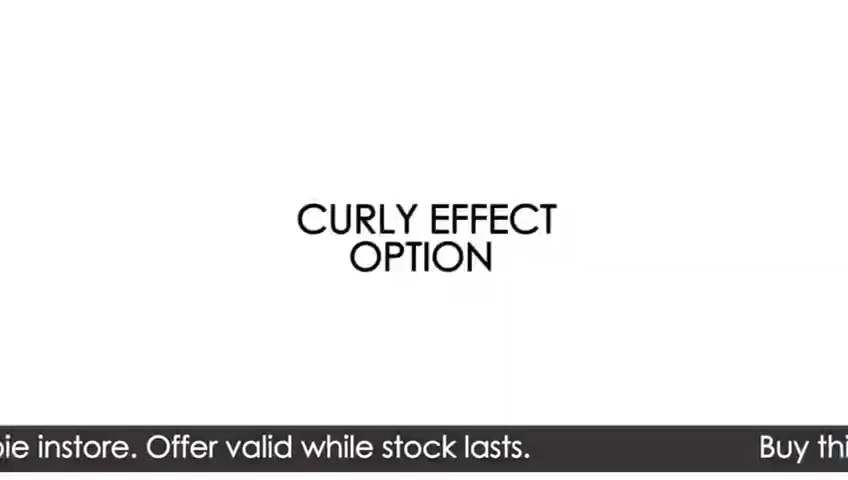 CURLY EFFECT
OPTION
instore. Offer valid while stock lasts. Buy